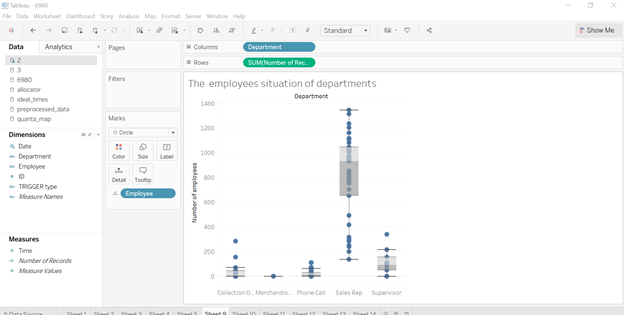 Tableau - 6980
File Data Worksheet Dashboard Story Analysis Map Format Server Window Help
Standard
Show Me
Data Analytics
2
3
6980
allocator
ideal_times
preprocessed_data
quanta_map
Dimensions
Date
Department
Employee
ID
TRIGGER type
Measure Names
Measures
Time
Number of Records
Measure Values
Pages
Filters
Marks
Circle
Color Size Label
Detail Tooltip
Employee
Columns Department
Rows SUM(Number of Rec..
The employees situation of departments
Department
Number of employees
1400
1200
1000
800
600
400
200
0
Collection O... Merchandis... Phone Call Sales Rep Supervisor
Data Source Sheet 1 Sheet 2 Sheet 3 Sheet 4 Sheet 5 Sheet 9 Sheet 10 Sheet 11 Sheet 12 Sheet 13 Sheet 14